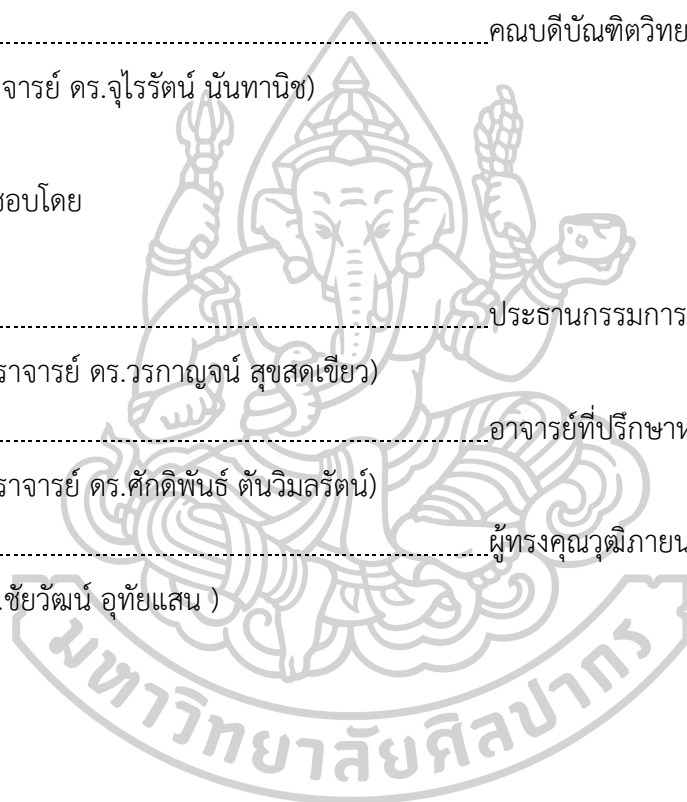 คณบดีบัณฑิตวิทย
จารย์ ดร.จุไรรัตน์ นันทานิช)
ชอบโดย
ประธานกรรมการ
ราจารย์ ดร.วรกาญจน์ สุขสดเขียว)
อาจารย์ที่ปรึกษาห
ราจารย์ ดร.ศักดิพันธ์ ตันวิมลรัตน์)
ผู้ทรงคุณวุฒิภายน
.ชัยวัฒน์ อุทัยแสน )
มหาวิทยาลัยศิลปากร